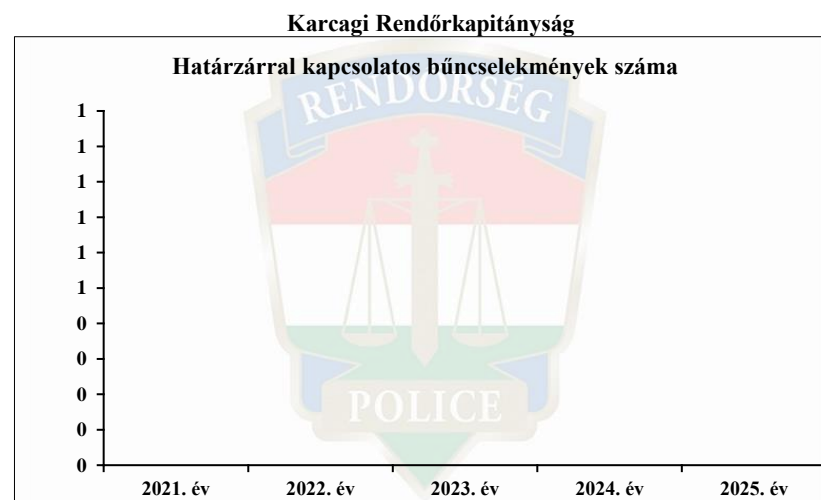 Karcagi Rendőrkapitányság
Határzárral kapcsolatos bűncselekmények száma
RENDŐRSÉG
1
1
1
1
1
1
0
0
0
0
0
POLICE
2021. év 2022. év 2023. év 2024. év 2025. év